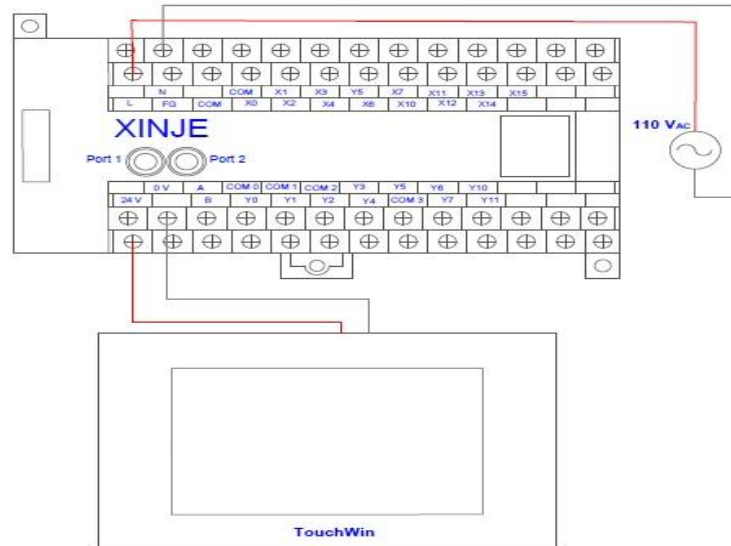 N COM X1 X3 Y5 X7 X11 X13 X15
L FG COM X0 X2 X4 X6 X10 X12 X14
110 VAC
XINJE
Port 1 Port 2
0 V A COM 0 COM 1 COM 2 Y3 Y5 Y6 Y10
24 V B Y0 Y1 Y2 Y4 COM 3 Y7 Y11
TouchWin